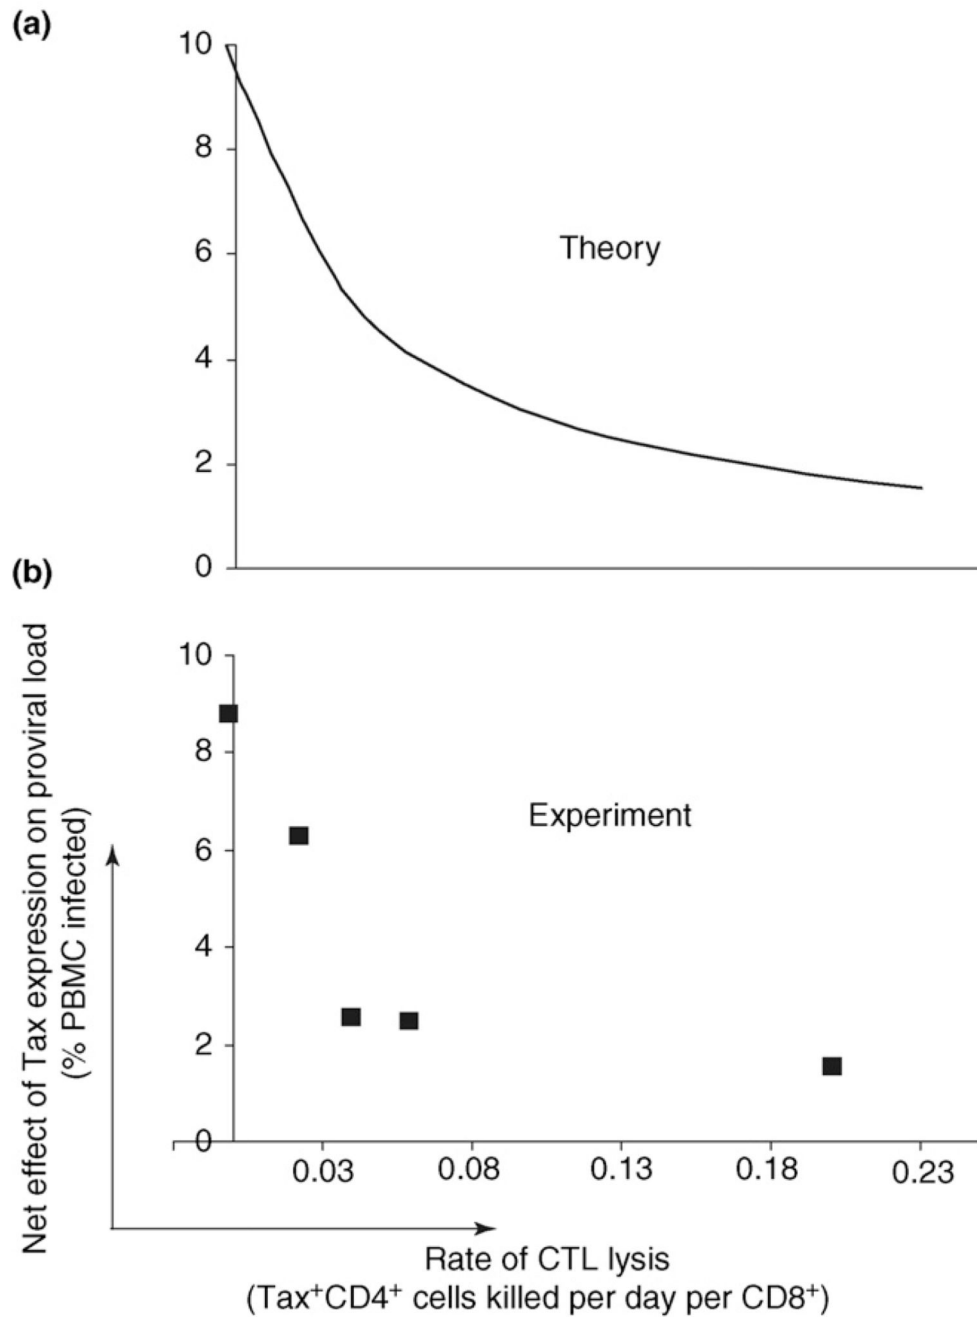 (a)
10
8
6
4
2
0
Theory
(b)
Net effect of Tax expression on proviral load
(% PBMC infected)
10
8
6
4
2
0
Experiment
0.03 0.08 0.13 0.18 0.23
Rate of CTL lysis
(Tax⁺CD4⁺ cells killed per day per CD8⁺)